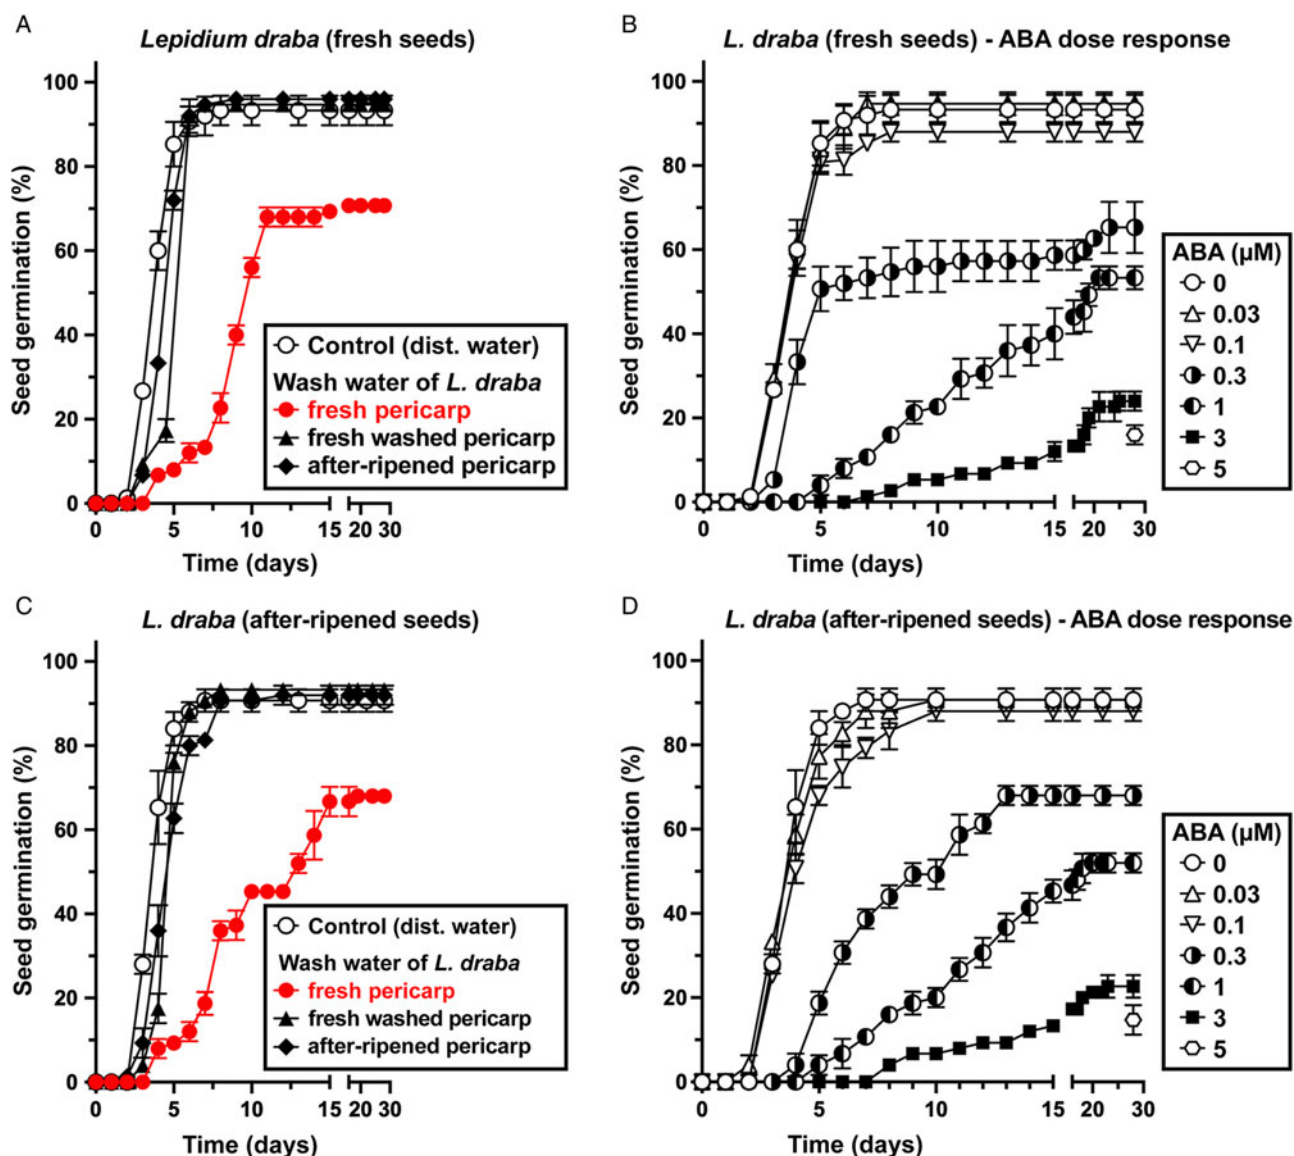 A
Lepidium draba (fresh seeds)
100
80
60
40
20
0
Seed germination (%)
0 5 10 15 20 30
Time (days)
Control (dist. water)
Wash water of L. draba
fresh pericarp
fresh washed pericarp
after-ripened pericarp
B
L. draba (fresh seeds) - ABA dose response
100
80
60
40
20
0
Seed germination (%)
0 5 10 15 20 30
Time (days)
ABA (µM)
0
0.03
0.1
0.3
1
3
5
C
L. draba (after-ripened seeds)
100
80
60
40
20
0
Seed germination (%)
0 5 10 15 20 30
Time (days)
Control (dist. water)
Wash water of L. draba
fresh pericarp
fresh washed pericarp
after-ripened pericarp
D
L. draba (after-ripened seeds) - ABA dose response
100
80
60
40
20
0
Seed germination (%)
0 5 10 15 20 30
Time (days)
ABA (µM)
0
0.03
0.1
0.3
1
3
5